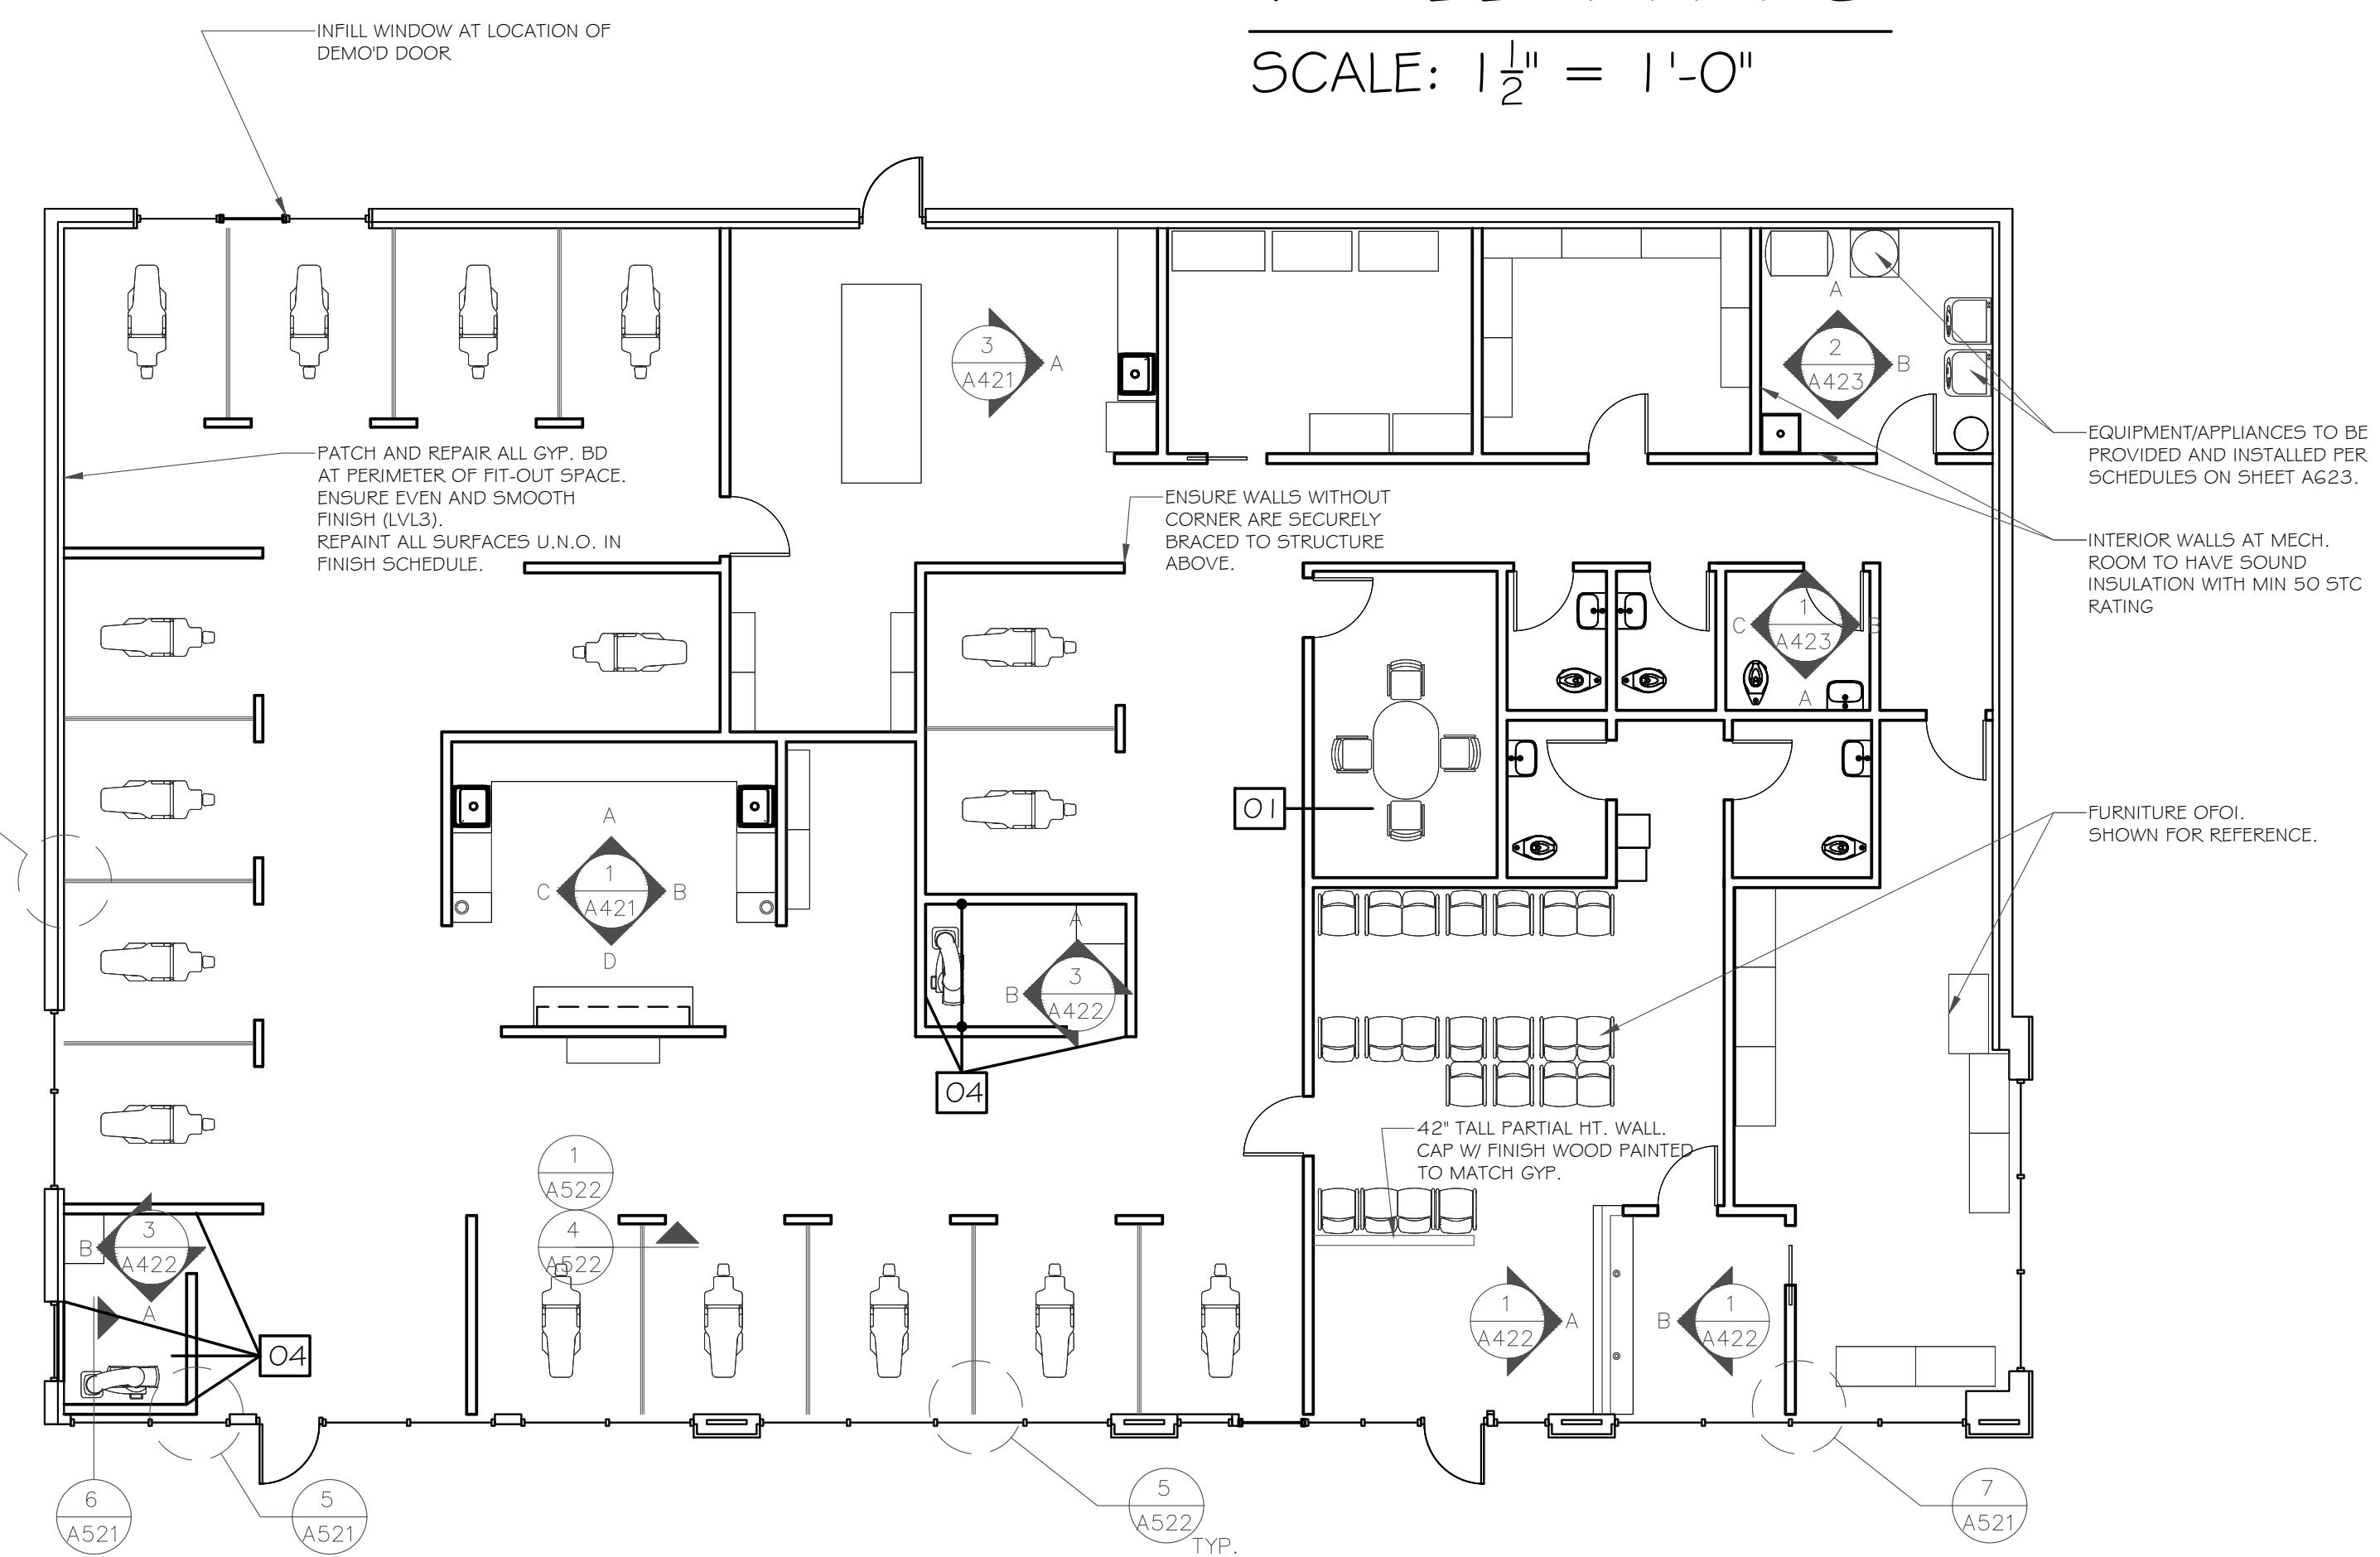 SCALE: 1 1/2" = 1'-0"
INFILL WINDOW AT LOCATION OF
DEMO'D DOOR
3
A421
A
A
2
A423
B
PATCH AND REPAIR ALL GYP. BD
AT PERIMETER OF FIT-OUT SPACE.
ENSURE EVEN AND SMOOTH
FINISH (LVL3).
REPAINT ALL SURFACES U.N.O. IN
FINISH SCHEDULE.
ENSURE WALLS WITHOUT
CORNER ARE SECURELY
BRACED TO STRUCTURE
ABOVE.
EQUIPMENT/APPLIANCES TO BE
PROVIDED AND INSTALLED PER
SCHEDULES ON SHEET A623.
INTERIOR WALLS AT MECH.
ROOM TO HAVE SOUND
INSULATION WITH MIN 50 STC
RATING
C
1
A423
B
A
01
FURNITURE OFOI.
SHOWN FOR REFERENCE.
A
C
1
A421
B
D
A
B
3
A422
04
42" TALL PARTIAL HT. WALL.
CAP W/ FINISH WOOD PAINTED
TO MATCH GYP.
1
A522
4
A522
B
3
A422
A
04
1
A422
A
B
1
A422
6
A521
5
A521
5
A522
TYP.
7
A521